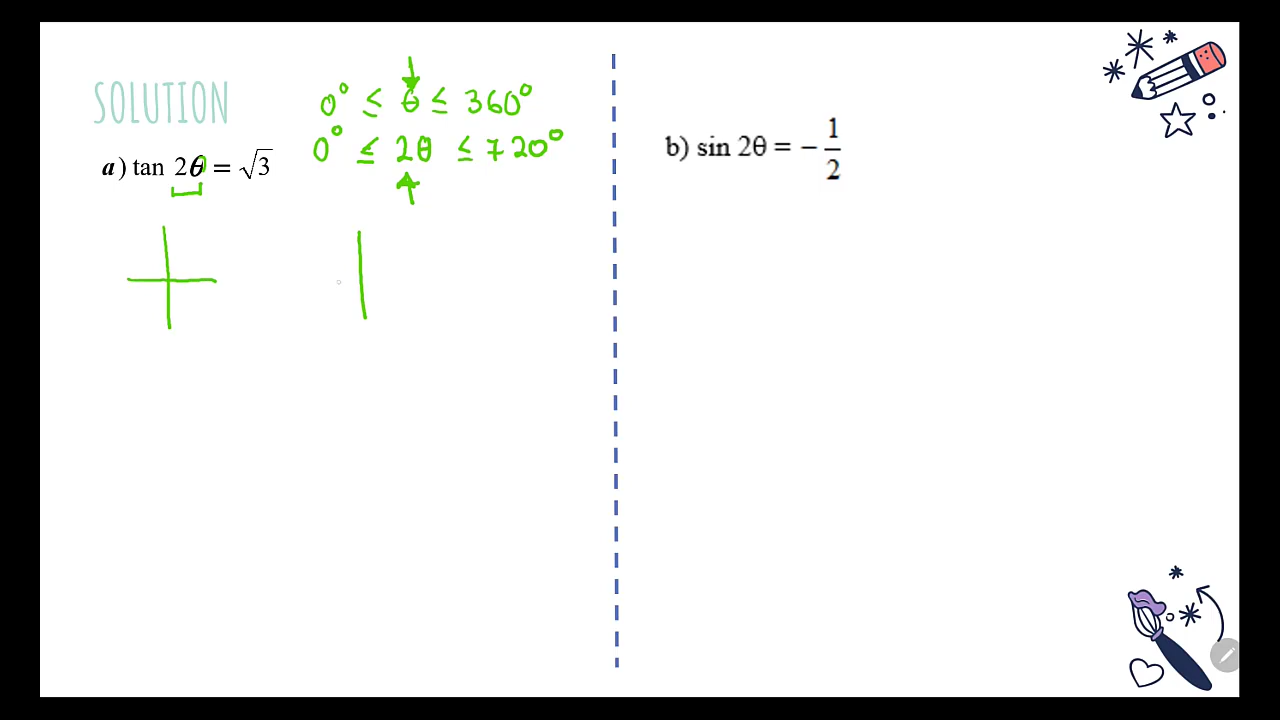 SOLUTION
0° ≤ θ ≤ 360°
0° ≤ 2θ ≤ 720°
a) tan 2θ = √3
b) sin 2θ = − 1/2